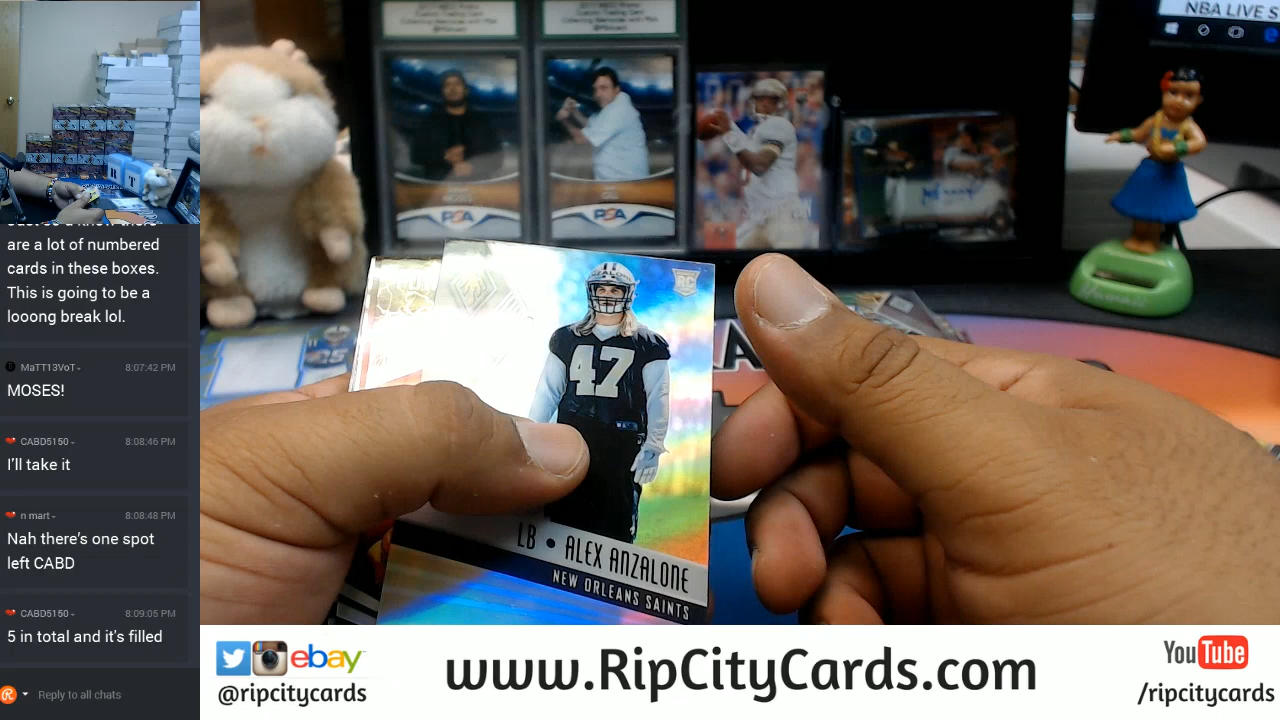 are a lot of numbered
cards in these boxes.
This is going to be a
looong break lol.
MaTT13VoT
8:07:42 PM
MOSES!
CABD5150
8:08:46 PM
I'll take it
n mart
8:08:48 PM
Nah there's one spot
left CABD
CABD5150
8:09:05 PM
5 in total and it's filled
Reply to all chats
NBA LIVE S
PSA
PSA
RC
47
LB • ALEX ANZALONE
NEW ORLEANS SAINTS
ebay
@ripcitycards
www.RipCityCards.com
YouTube
/ripcitycards